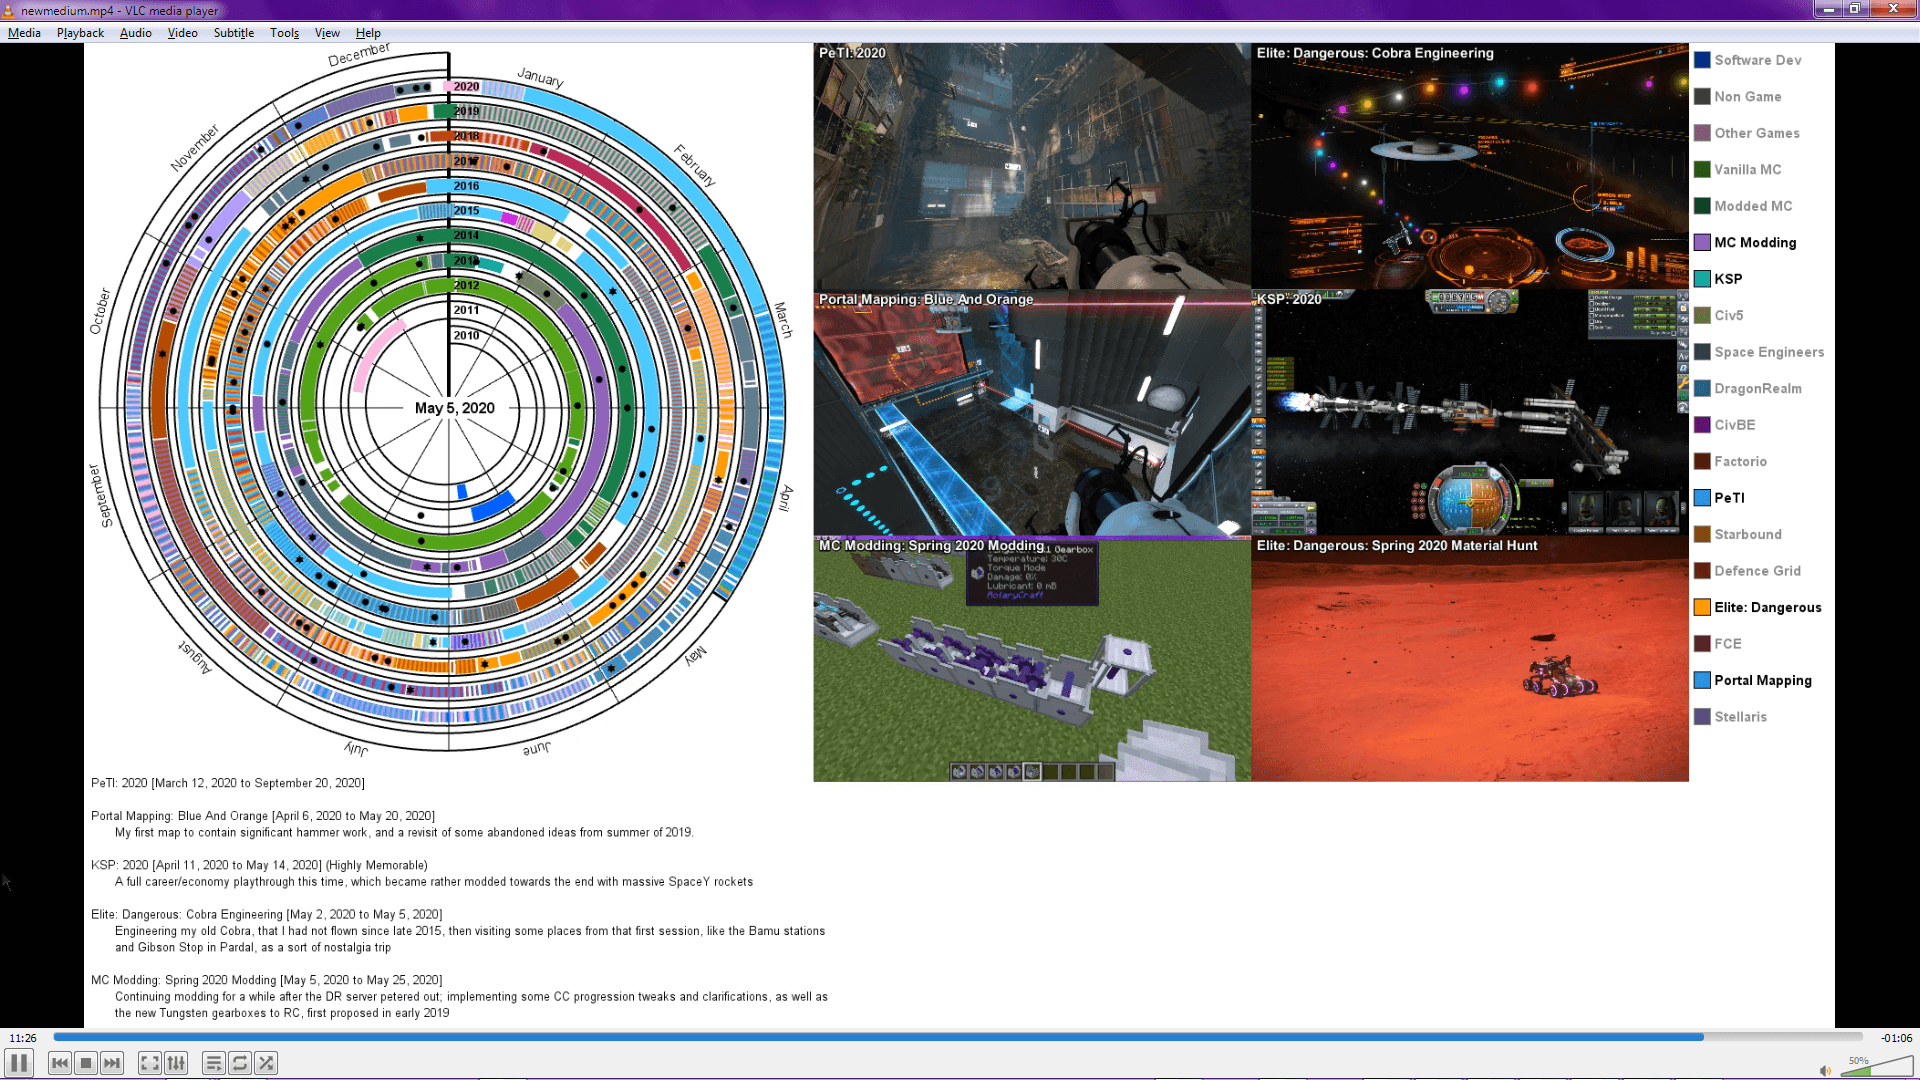 newmedium.mp4 - VLC media player
Media Playback Audio Video Subtitle Tools View Help
December
January
February
March
April
May
June
July
August
September
October
November
2020
2019
2018
2017
2016
2015
2014
2013
2012
2011
2010
May 5, 2020
PeTI: 2020
Elite: Dangerous: Cobra Engineering
Portal Mapping: Blue And Orange
KSP: 2020
MC Modding: Spring 2020 Modding
Gearbox
Temperature: 30C
Torque Mode
Damage: 0%
Lubricant: 0 mB
RotaryCraft
Elite: Dangerous: Spring 2020 Material Hunt
Software Dev
Non Game
Other Games
Vanilla MC
Modded MC
MC Modding
KSP
Civ5
Space Engineers
DragonRealm
CivBE
Factorio
PeTI
Starbound
Defence Grid
Elite: Dangerous
FCE
Portal Mapping
Stellaris
PeTI: 2020 [March 12, 2020 to September 20, 2020]
Portal Mapping: Blue And Orange [April 6, 2020 to May 20, 2020]
My first map to contain significant hammer work, and a revisit of some abandoned ideas from summer of 2019.
KSP: 2020 [April 11, 2020 to May 14, 2020] (Highly Memorable)
A full career/economy playthrough this time, which became rather modded towards the end with massive SpaceY rockets
Elite: Dangerous: Cobra Engineering [May 2, 2020 to May 5, 2020]
Engineering my old Cobra, that I had not flown since late 2015, then visiting some places from that first session, like the Bamu stations
and Gibson Stop in Pardal, as a sort of nostalgia trip
MC Modding: Spring 2020 Modding [May 5, 2020 to May 25, 2020]
Continuing modding for a while after the DR server petered out; implementing some CC progression tweaks and clarifications, as well as
the new Tungsten gearboxes to RC, first proposed in early 2019
11:26
-01:06
50%